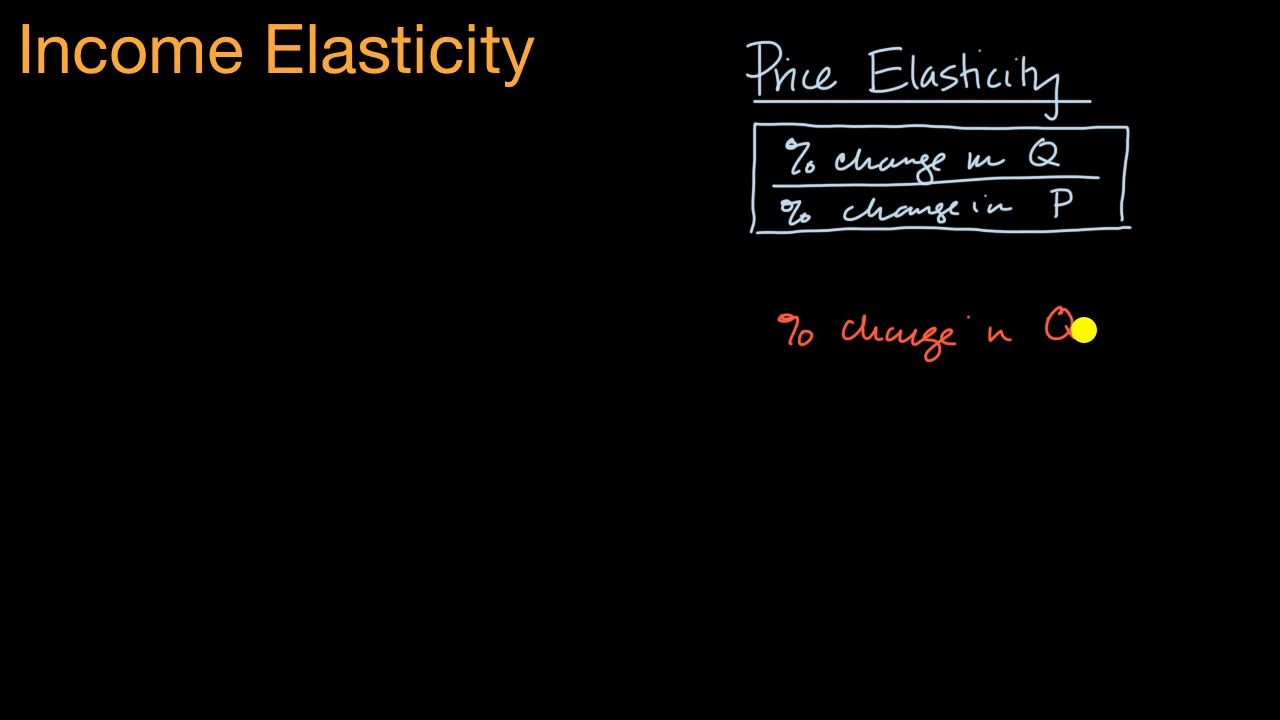 Income Elasticity
Price Elasticity
% change in Q
% change in P
% change in Q